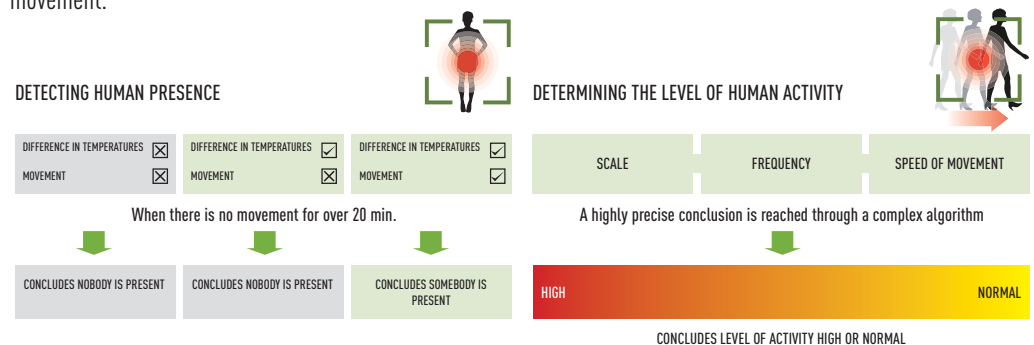 movement.
DETECTING HUMAN PRESENCE
DIFFERENCE IN TEMPERATURES ☒
MOVEMENT ☒
DIFFERENCE IN TEMPERATURES ☑
MOVEMENT ☒
DIFFERENCE IN TEMPERATURES ☑
MOVEMENT ☑
When there is no movement for over 20 min.
CONCLUDES NOBODY IS PRESENT
CONCLUDES NOBODY IS PRESENT
CONCLUDES SOMEBODY IS
PRESENT
DETERMINING THE LEVEL OF HUMAN ACTIVITY
SCALE
FREQUENCY
SPEED OF MOVEMENT
A highly precise conclusion is reached through a complex algorithm
HIGH
NORMAL
CONCLUDES LEVEL OF ACTIVITY HIGH OR NORMAL